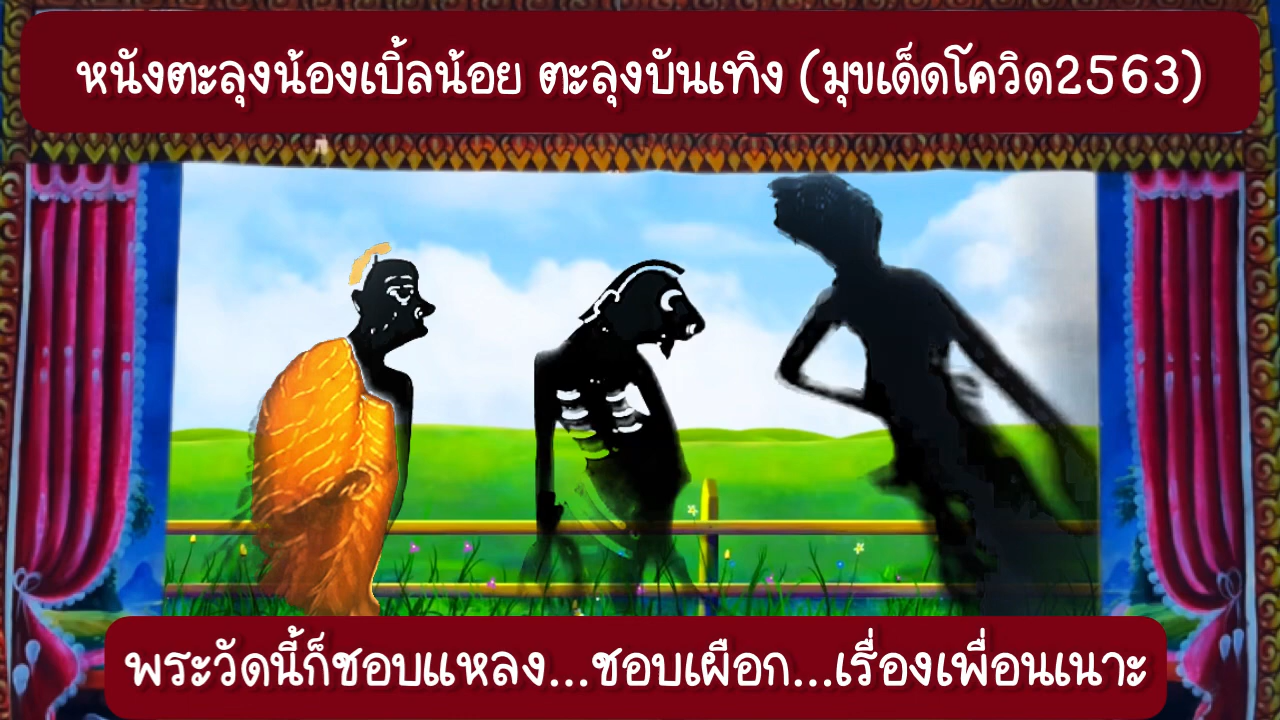 หนังตะลุงน้องเบิ้ลน้อย ตะลุงบันเทิง (มุขเด็ดโควิด2563)
พระวัดนี้ก็ชอบแหลง...ชอบเผือก...เรื่องเพื่อนเนาะ